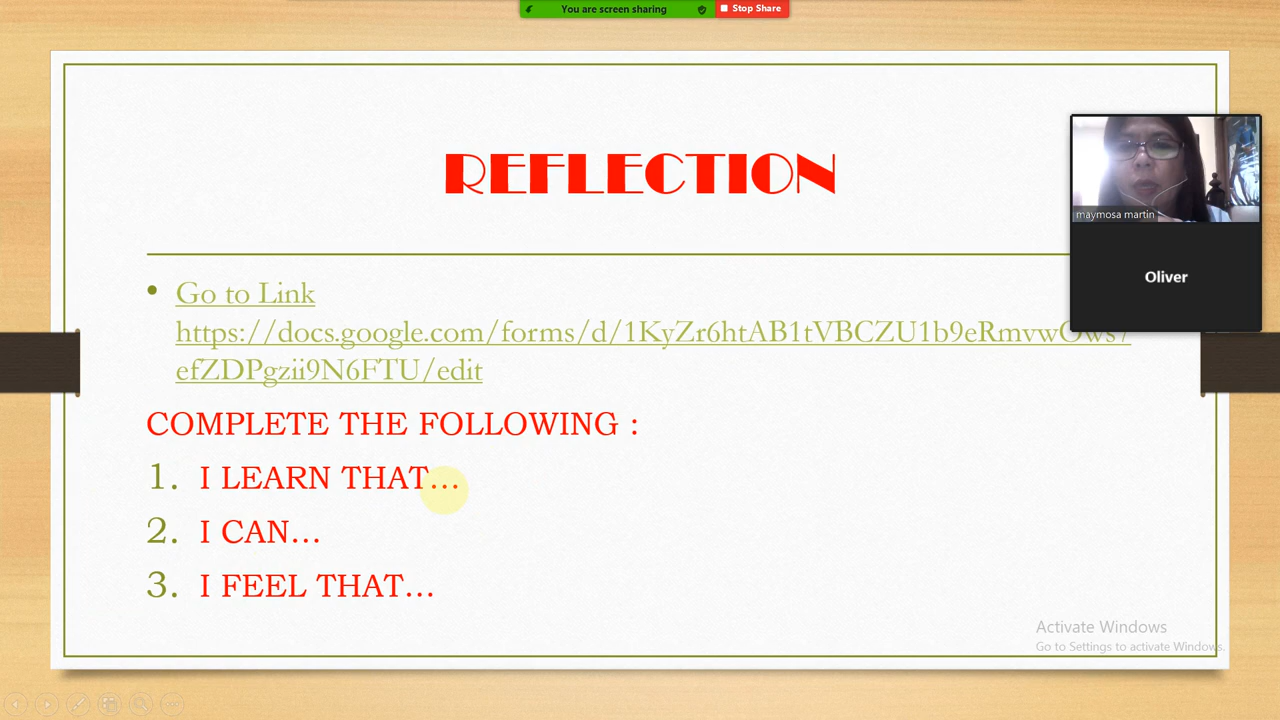 You are screen sharing
Stop Share
REFLECTION
maymosa martin
Oliver
• Go to Link
https://docs.google.com/forms/d/1KyZr6htAB1tVBCZU1b9eRmvwOws7
efZDPgzii9N6FTU/edit
COMPLETE THE FOLLOWING :
1. I LEARN THAT...
2. I CAN...
3. I FEEL THAT...
Activate Windows
Go to Settings to activate Windows.